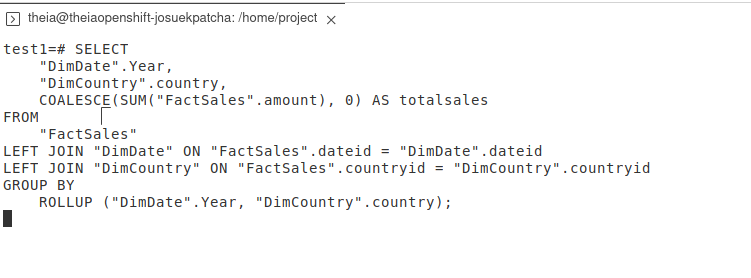 theia@theiaopenshift-josuekpatcha: /home/project
test1=# SELECT
"DimDate".Year,
"DimCountry".country,
COALESCE(SUM("FactSales".amount), 0) AS totalsales
FROM
"FactSales"
LEFT JOIN "DimDate" ON "FactSales".dateid = "DimDate".dateid
LEFT JOIN "DimCountry" ON "FactSales".countryid = "DimCountry".countryid
GROUP BY
ROLLUP ("DimDate".Year, "DimCountry".country);